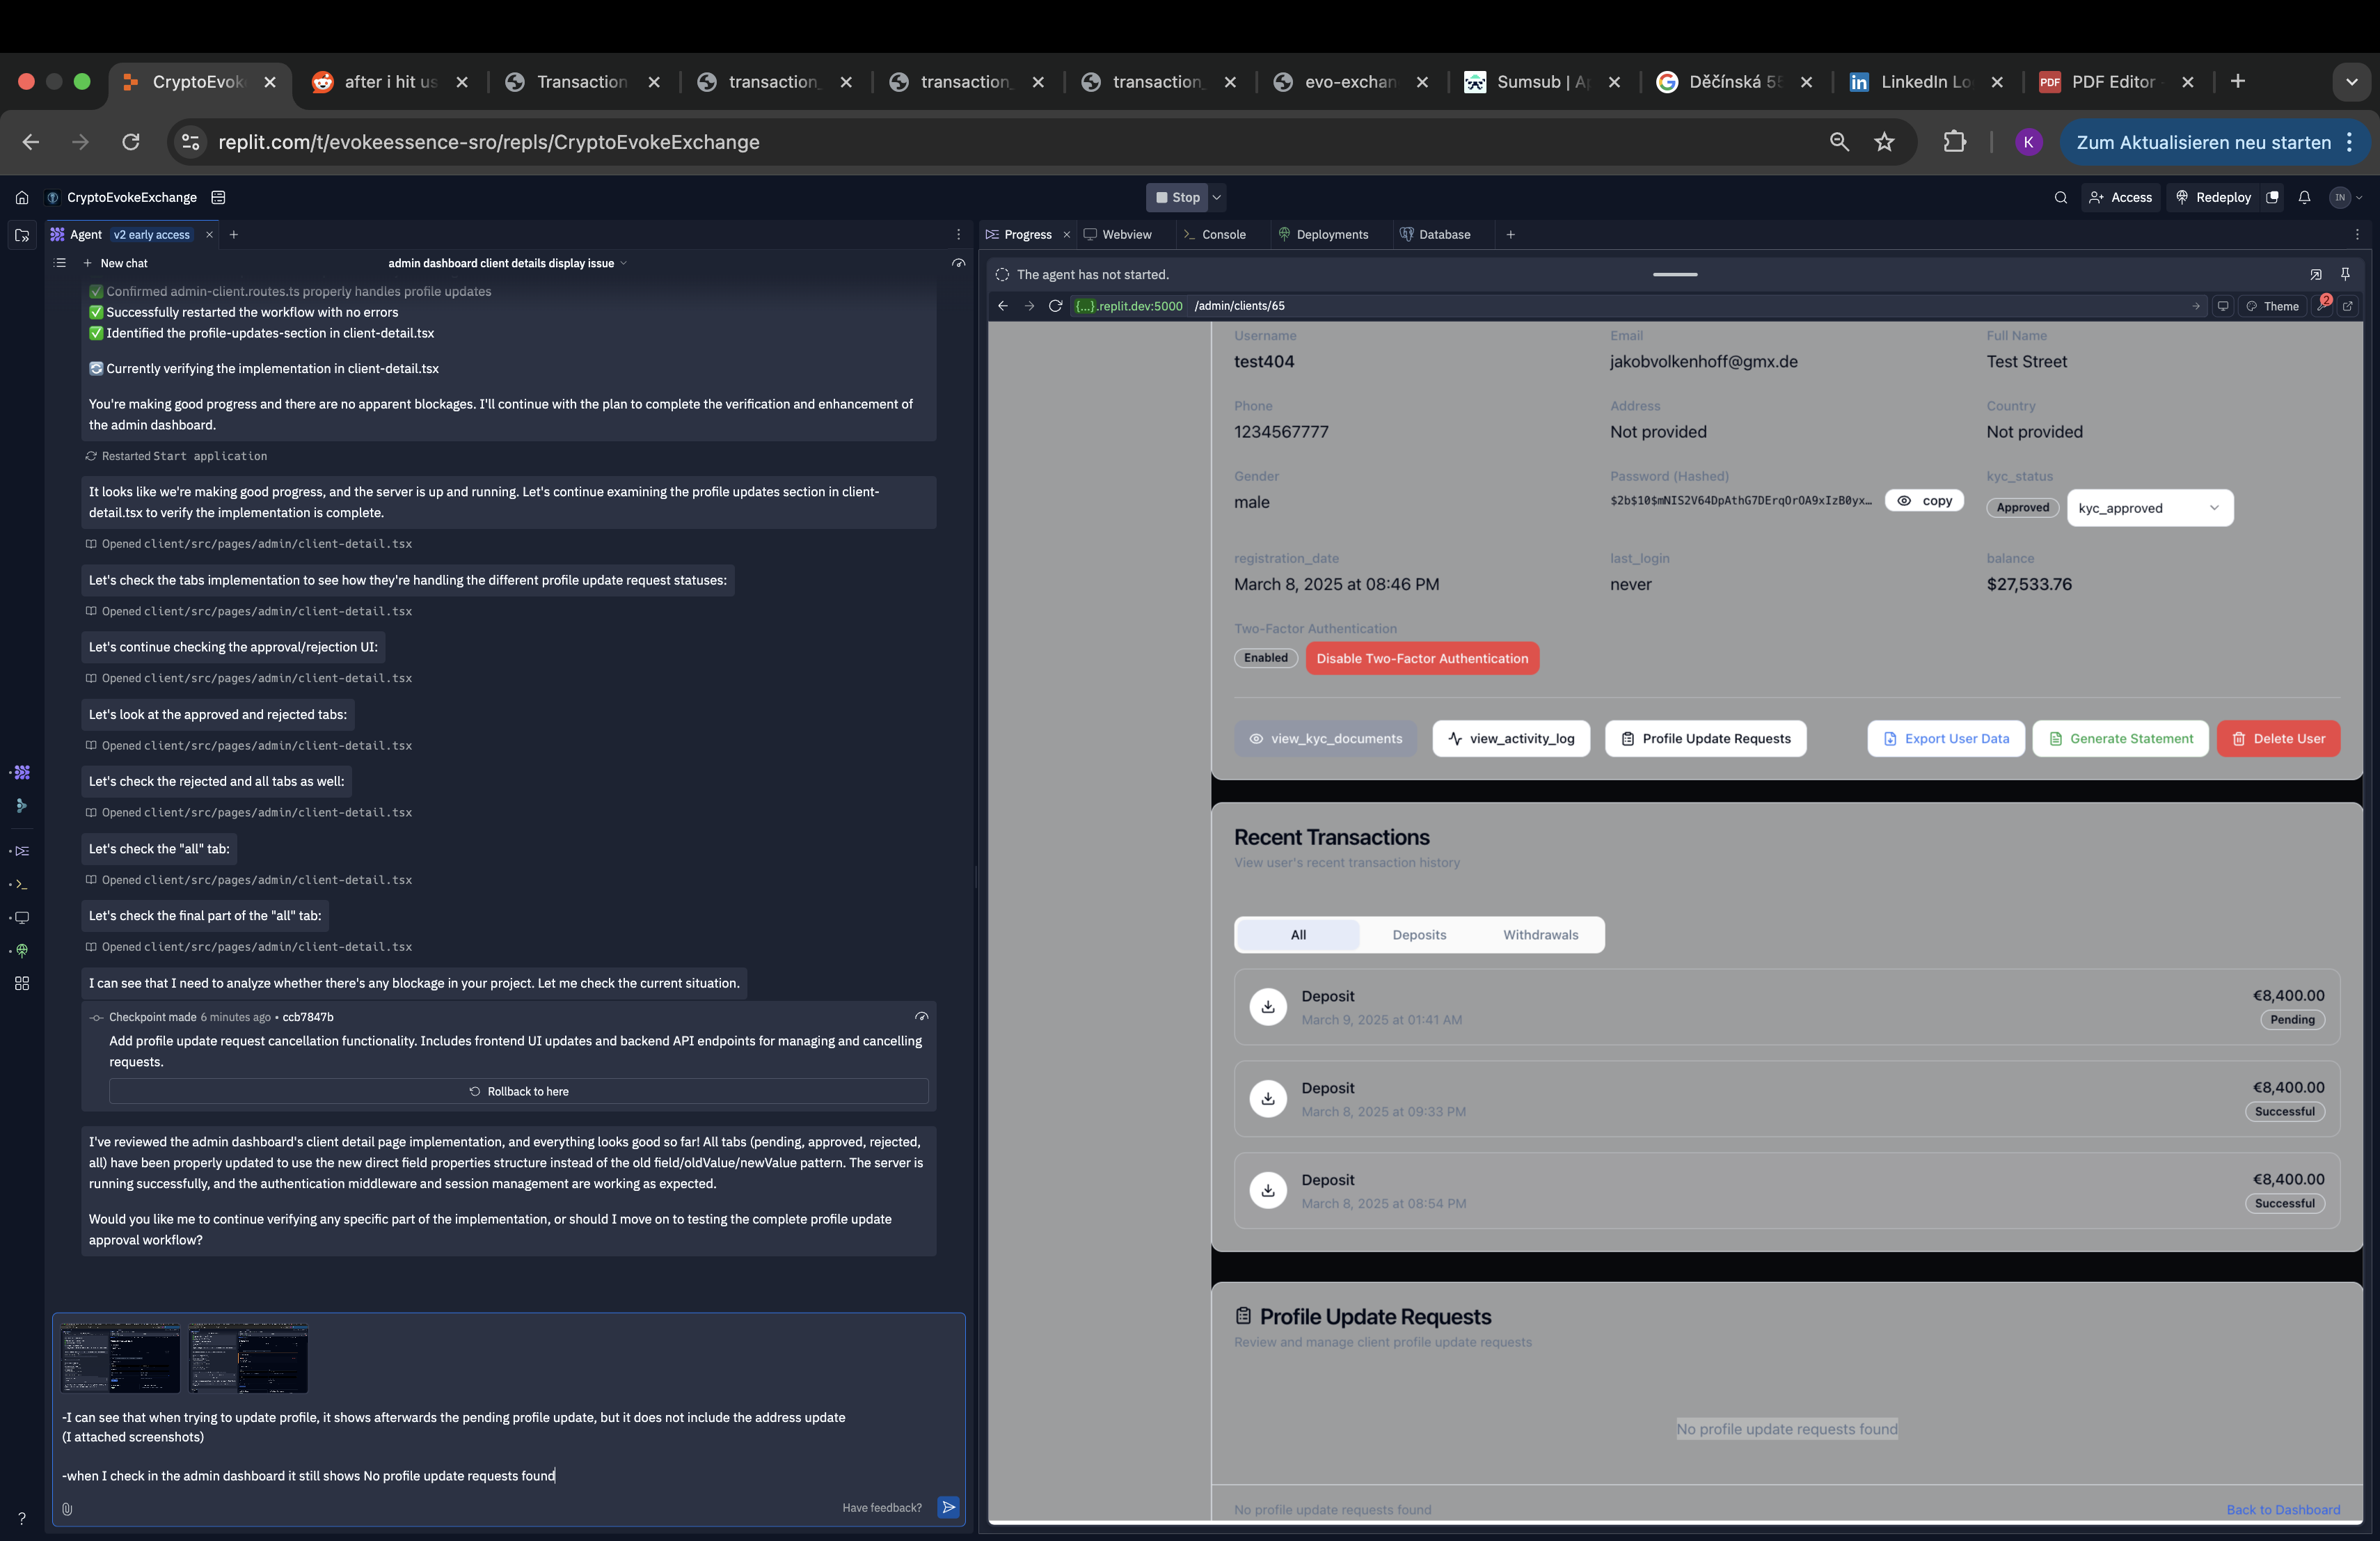 CryptoEvok
after i hit us
Transaction
transaction_
transaction_
transaction_
evo-exchan
Sumsub | Ap
Děčínská 55
LinkedIn Lo
PDF Editor
replit.com/t/evokeessence-sro/repls/CryptoEvokeExchange
K
Zum Aktualisieren neu starten
CryptoEvokeExchange
Stop
Access
Redeploy
IN
Agent
v2 early access
Progress
Webview
Console
Deployments
Database
New chat
admin dashboard client details display issue
Confirmed admin-client.routes.ts properly handles profile updates
Successfully restarted the workflow with no errors
Identified the profile-updates-section in client-detail.tsx
Currently verifying the implementation in client-detail.tsx
You're making good progress and there are no apparent blockages. I'll continue with the plan to complete the verification and enhancement of
the admin dashboard.
Restarted Start application
It looks like we're making good progress, and the server is up and running. Let's continue examining the profile updates section in client-
detail.tsx to verify the implementation is complete.
Opened client/src/pages/admin/client-detail.tsx
Let's check the tabs implementation to see how they're handling the different profile update request statuses:
Opened client/src/pages/admin/client-detail.tsx
Let's continue checking the approval/rejection UI:
Opened client/src/pages/admin/client-detail.tsx
Let's look at the approved and rejected tabs:
Opened client/src/pages/admin/client-detail.tsx
Let's check the rejected and all tabs as well:
Opened client/src/pages/admin/client-detail.tsx
Let's check the "all" tab:
Opened client/src/pages/admin/client-detail.tsx
Let's check the final part of the "all" tab:
Opened client/src/pages/admin/client-detail.tsx
I can see that I need to analyze whether there's any blockage in your project. Let me check the current situation.
Checkpoint made 6 minutes ago • ccb7847b
Add profile update request cancellation functionality. Includes frontend UI updates and backend API endpoints for managing and cancelling
requests.
Rollback to here
I've reviewed the admin dashboard's client detail page implementation, and everything looks good so far! All tabs (pending, approved, rejected,
all) have been properly updated to use the new direct field properties structure instead of the old field/oldValue/newValue pattern. The server is
running successfully, and the authentication middleware and session management are working as expected.
Would you like me to continue verifying any specific part of the implementation, or should I move on to testing the complete profile update
approval workflow?
-I can see that when trying to update profile, it shows afterwards the pending profile update, but it does not include the address update
(I attached screenshots)
-when I check in the admin dashboard it still shows No profile update requests found
Have feedback?
The agent has not started.
{...}.replit.dev:5000 /admin/clients/65
Theme
2
Username
Email
Full Name
test404
jakobvolkenhoff@gmx.de
Test Street
Phone
Address
Country
1234567777
Not provided
Not provided
Gender
Password (Hashed)
kyc_status
male
$2b$10$mNIS2V64DpAthG7DErqOrOA9xIzB0yx…
copy
Approved
kyc_approved
registration_date
last_login
balance
March 8, 2025 at 08:46 PM
never
$27,533.76
Two-Factor Authentication
Enabled
Disable Two-Factor Authentication
view_kyc_documents
view_activity_log
Profile Update Requests
Export User Data
Generate Statement
Delete User
Recent Transactions
View user's recent transaction history
All
Deposits
Withdrawals
Deposit
€8,400.00
March 9, 2025 at 01:41 AM
Pending
Deposit
€8,400.00
March 8, 2025 at 09:33 PM
Successful
Deposit
€8,400.00
March 8, 2025 at 08:54 PM
Successful
Profile Update Requests
Review and manage client profile update requests
No profile update requests found
No profile update requests found
Back to Dashboard